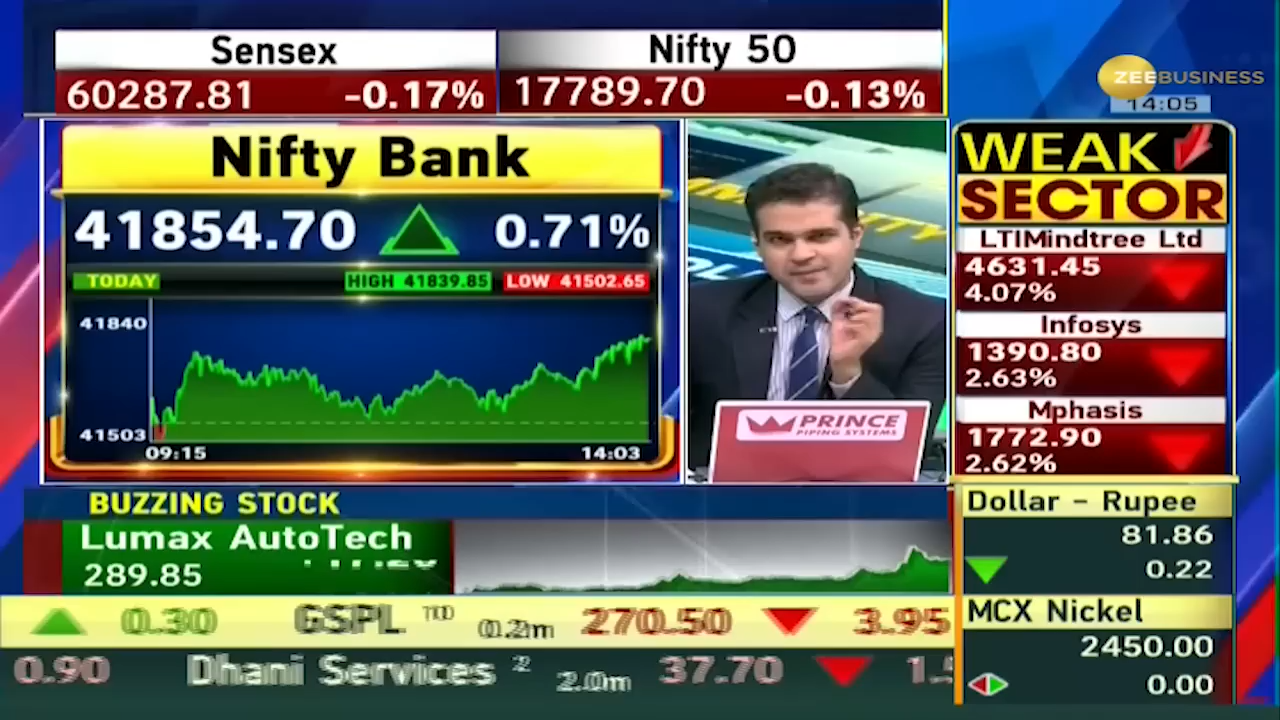 Sensex
60287.81 -0.17%
Nifty 50
17789.70 -0.13%
ZEEBUSINESS
14:05
Nifty Bank
41854.70 0.71%
TODAY HIGH 41839.85 LOW 41502.65
41840
41503
09:15 14:03
PRINCE
PIPING SYSTEMS
WEAK
SECTOR
LTIMindtree Ltd
4631.45
4.07%
Infosys
1390.80
2.63%
Mphasis
1772.90
2.62%
BUZZING STOCK
Lumax AutoTech
289.85
Dollar - Rupee
81.86
0.22
MCX Nickel
2450.00
0.00
0.30 GSPL 0.2m 270.50 3.95
0.90 Dhani Services 2.0m 37.70